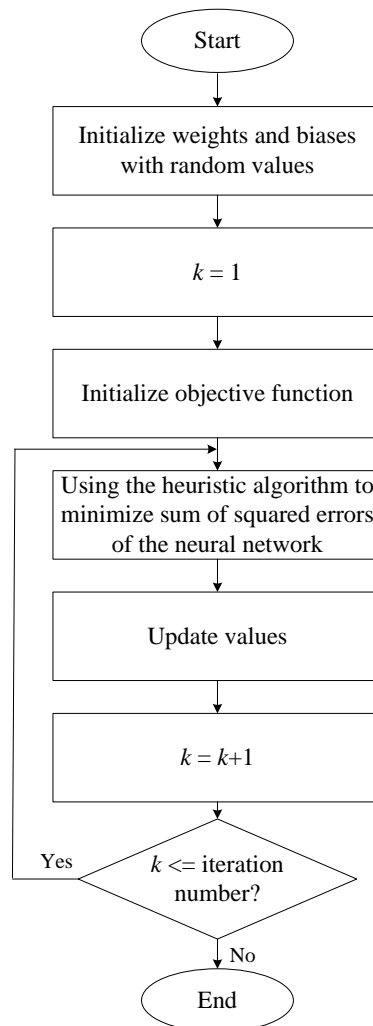 Start
Initialize weights and biases
with random values
k = 1
Initialize objective function
Using the heuristic algorithm to
minimize sum of squared errors
of the neural network
Update values
k = k+1
Yes
k <= iteration
number?
No
End